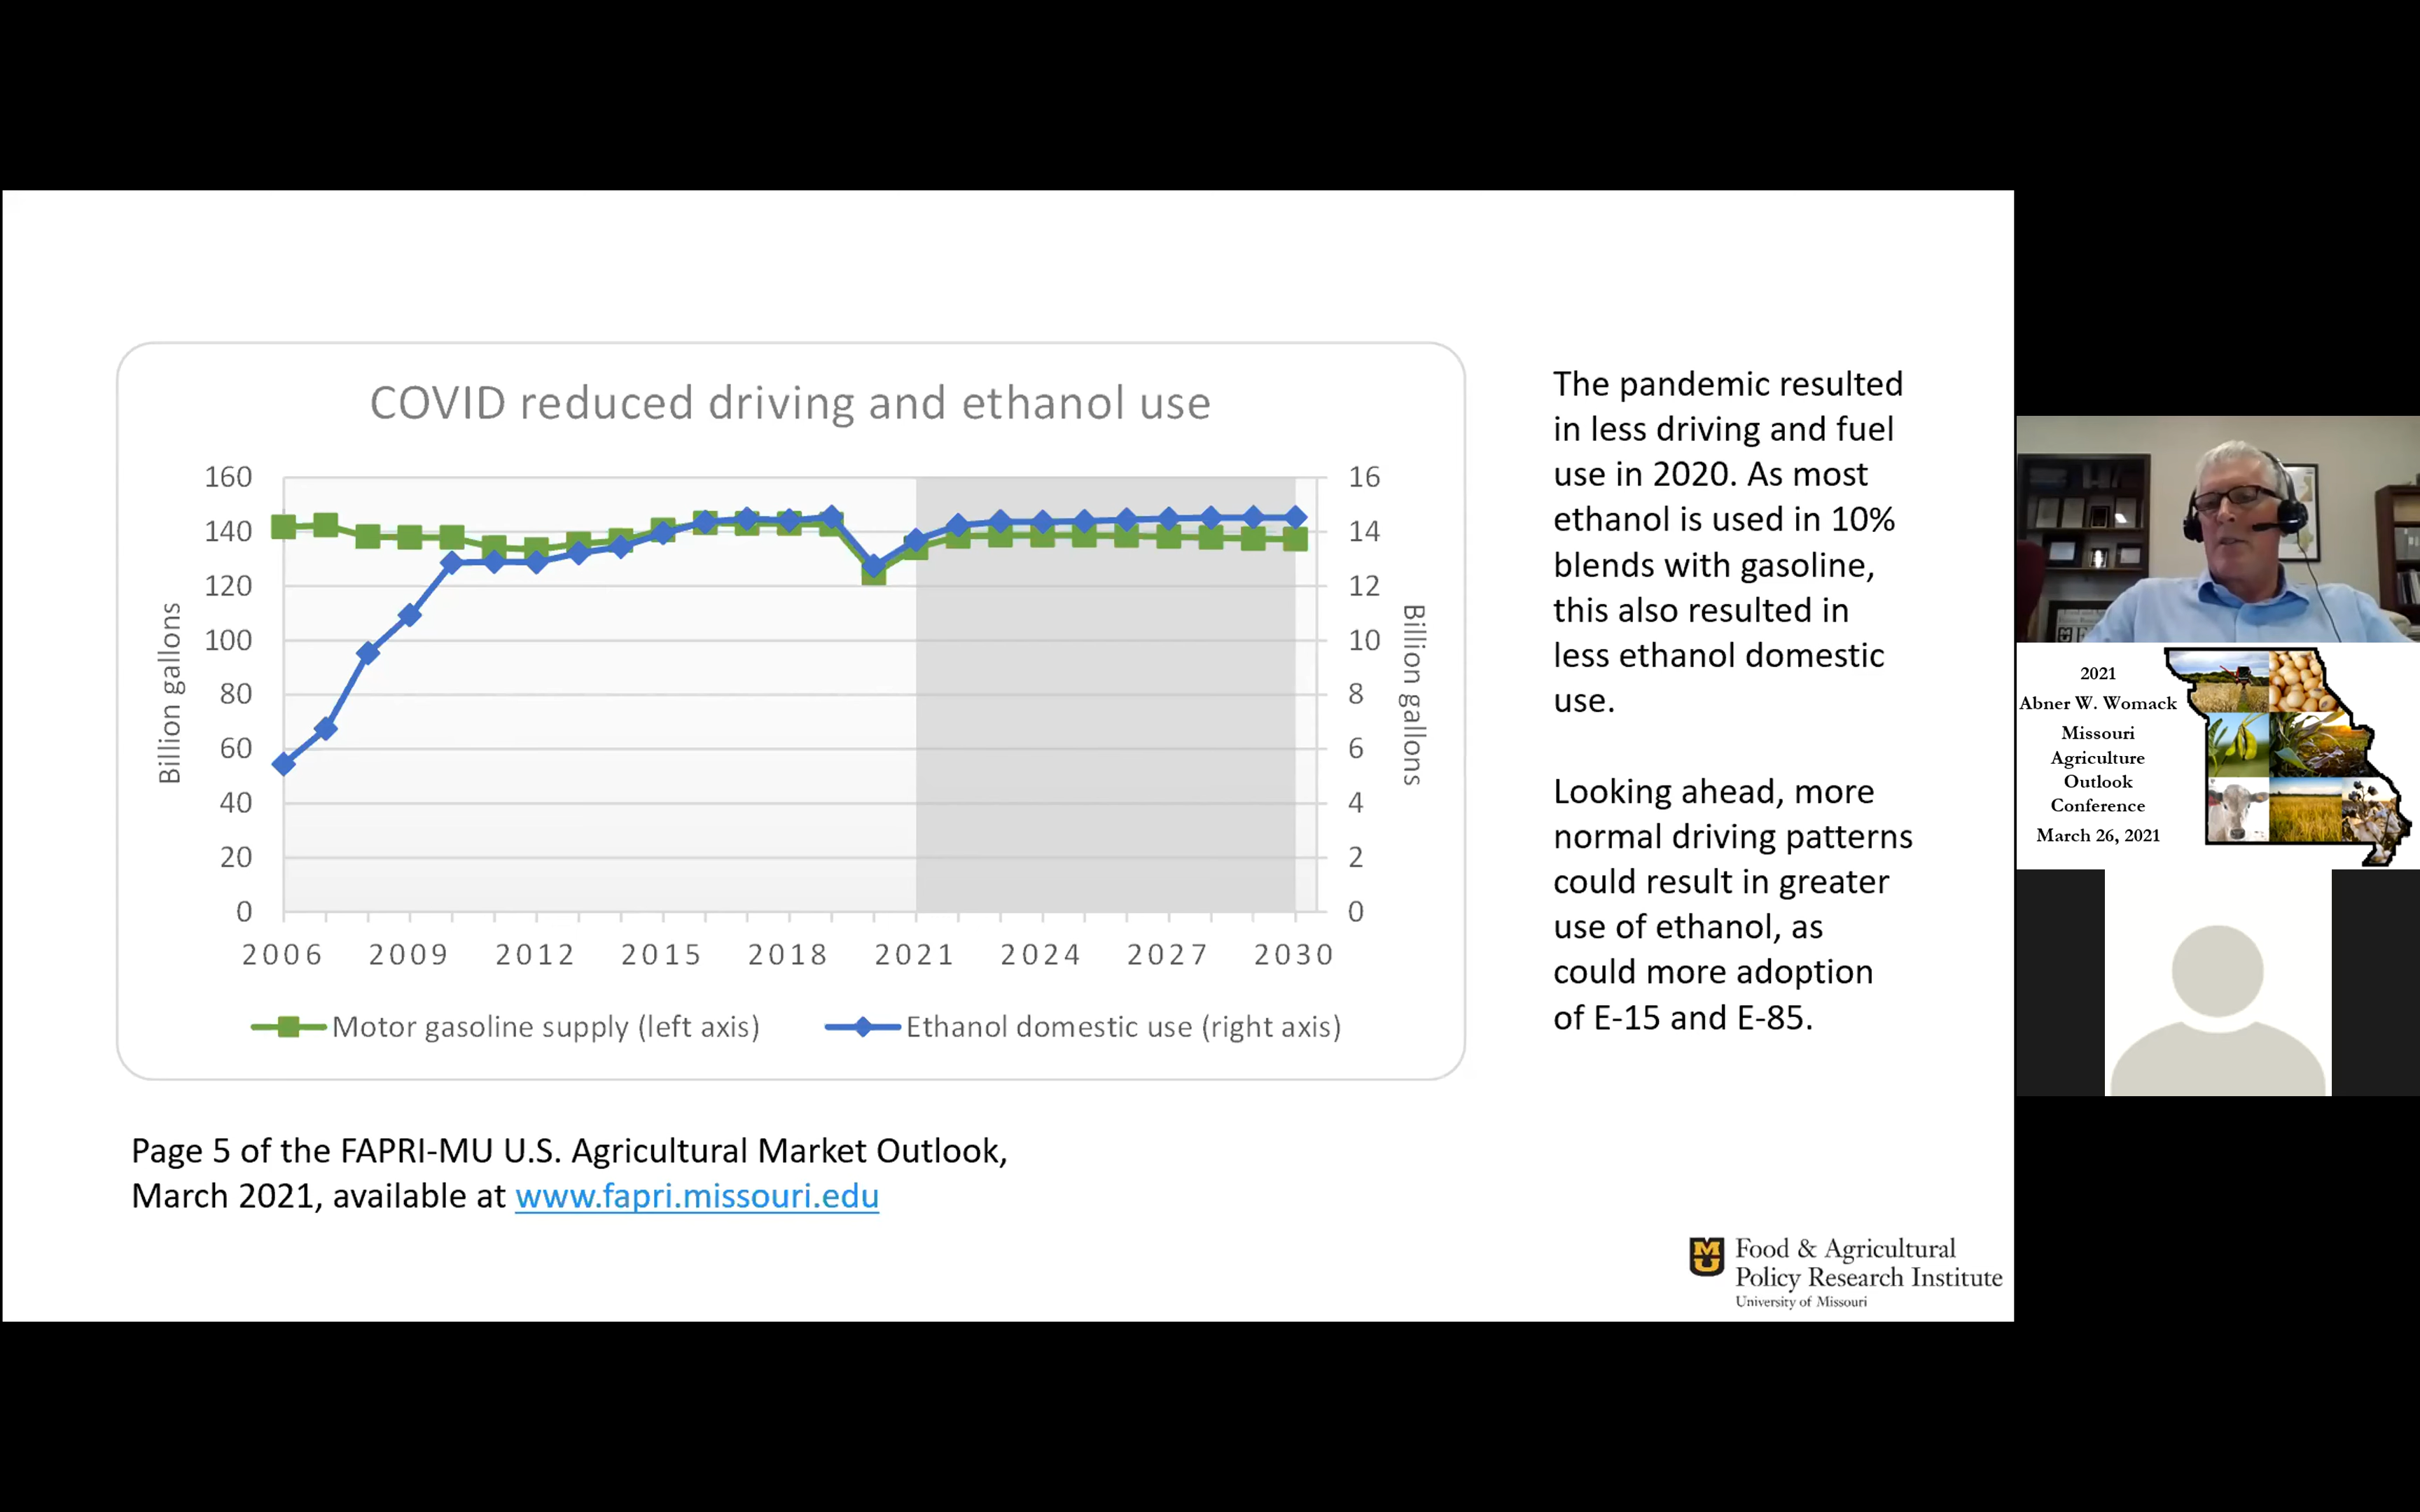 COVID reduced driving and ethanol use
160
140
120
100
80
60
40
20
0
Billion gallons
16
14
12
10
8
6
4
2
0
Billion gallons
2006 2009 2012 2015 2018 2021 2024 2027 2030
Motor gasoline supply (left axis) Ethanol domestic use (right axis)
The pandemic resulted
in less driving and fuel
use in 2020. As most
ethanol is used in 10%
blends with gasoline,
this also resulted in
less ethanol domestic
use.
Looking ahead, more
normal driving patterns
could result in greater
use of ethanol, as
could more adoption
of E-15 and E-85.
Page 5 of the FAPRI-MU U.S. Agricultural Market Outlook,
March 2021, available at www.fapri.missouri.edu
MU
Food & Agricultural
Policy Research Institute
University of Missouri
2021
Abner W. Womack
Missouri
Agriculture
Outlook
Conference
March 26, 2021